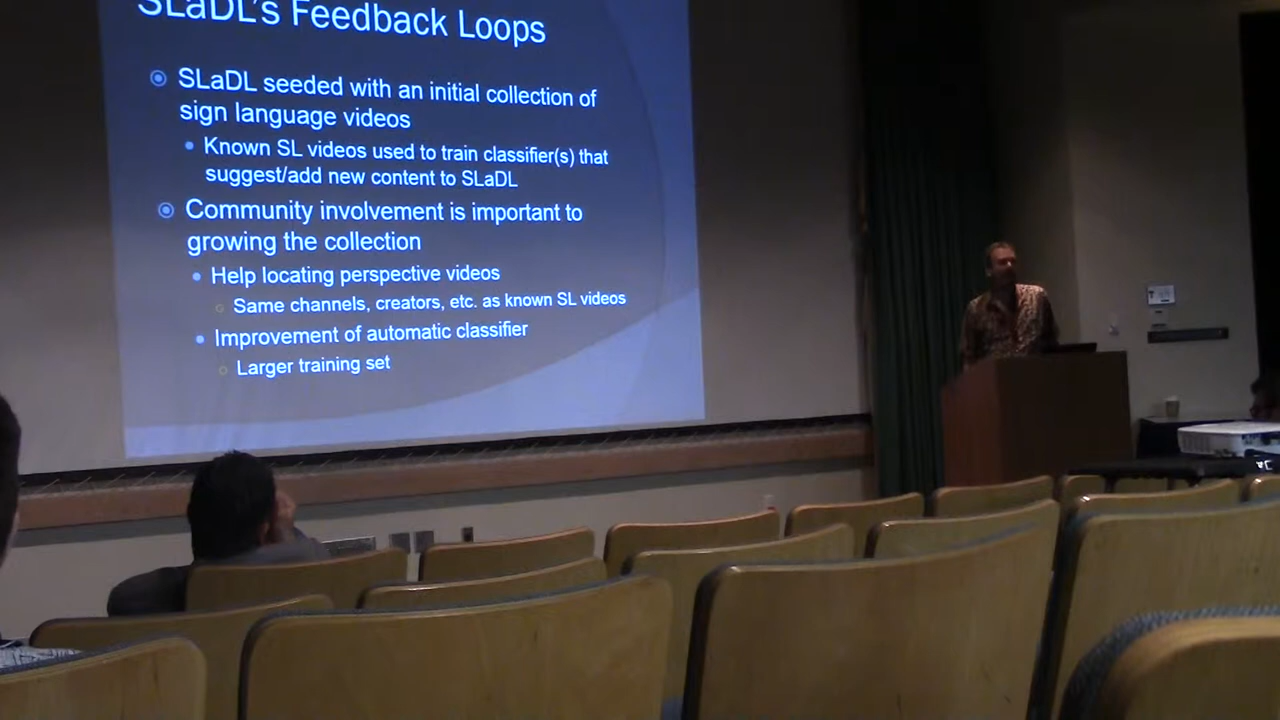 SLaDL's Feedback Loops
SLaDL seeded with an initial collection of
sign language videos
Known SL videos used to train classifier(s) that
suggest/add new content to SLaDL
Community involvement is important to
growing the collection
Help locating perspective videos
Same channels, creators, etc. as known SL videos
Improvement of automatic classifier
Larger training set